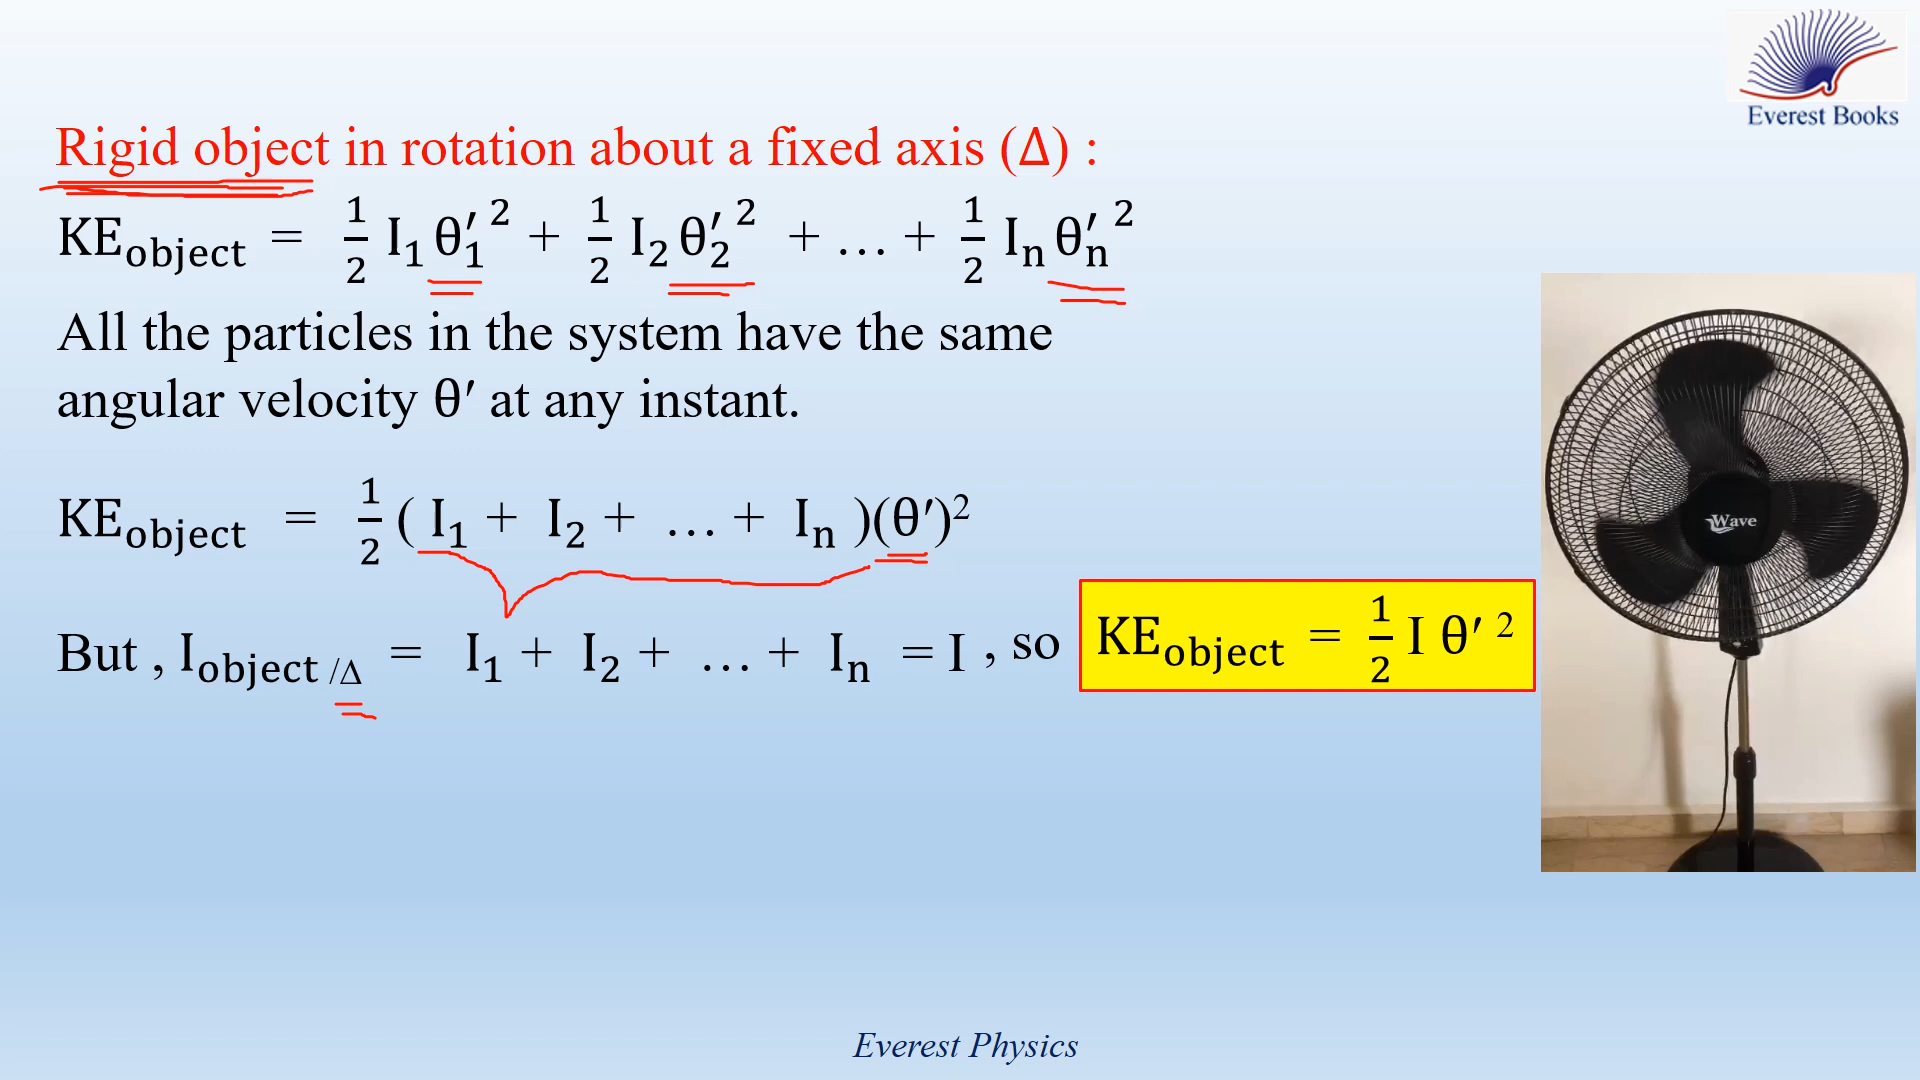 Everest Books
Rigid object in rotation about a fixed axis (Δ) :
KE_object = 1/2 I₁ θ′₁² + 1/2 I₂ θ′₂² + … + 1/2 Iₙ θ′ₙ²
All the particles in the system have the same
angular velocity θ′ at any instant.
KE_object = 1/2 ( I₁ + I₂ + … + Iₙ )(θ′)²
But , I_object /Δ = I₁ + I₂ + … + Iₙ = I , so
KE_object = 1/2 I θ′ ²
Wave
Everest Physics